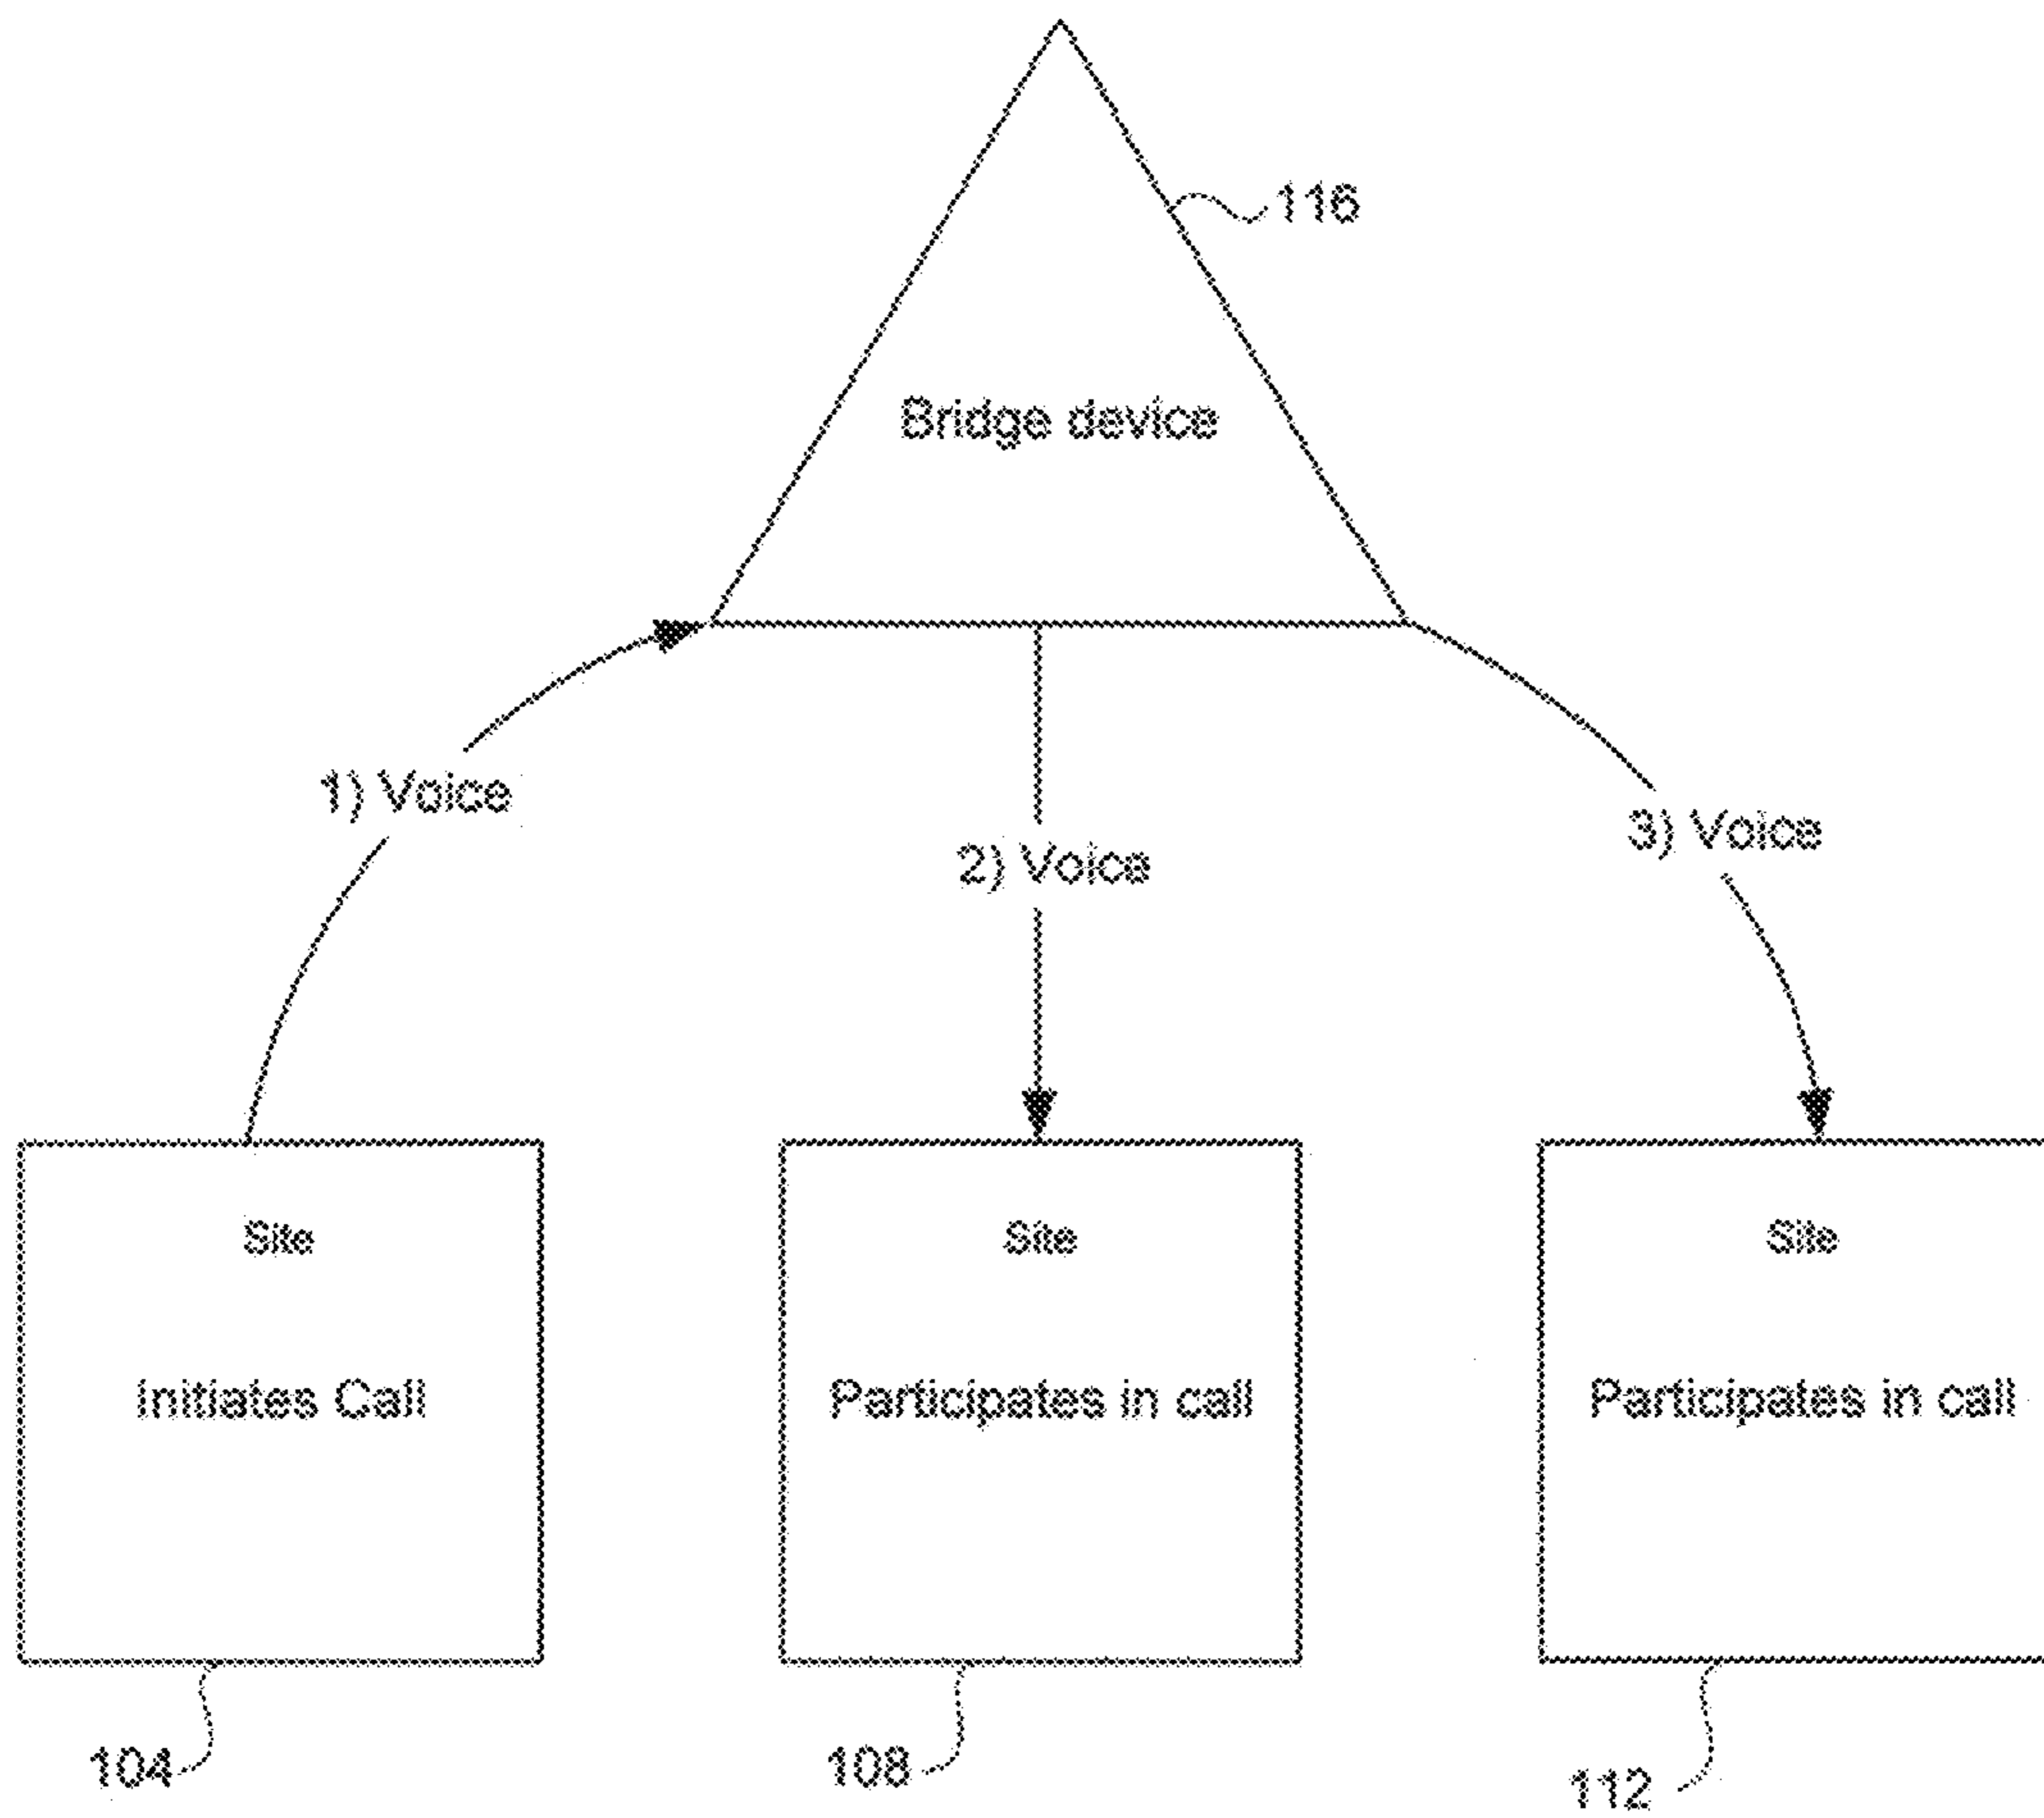 116
Bridge device
1) Voice
2) Voice
3) Voice
Site
Initiates Call
Site
Participates in call
Site
Participates in call
104
108
112